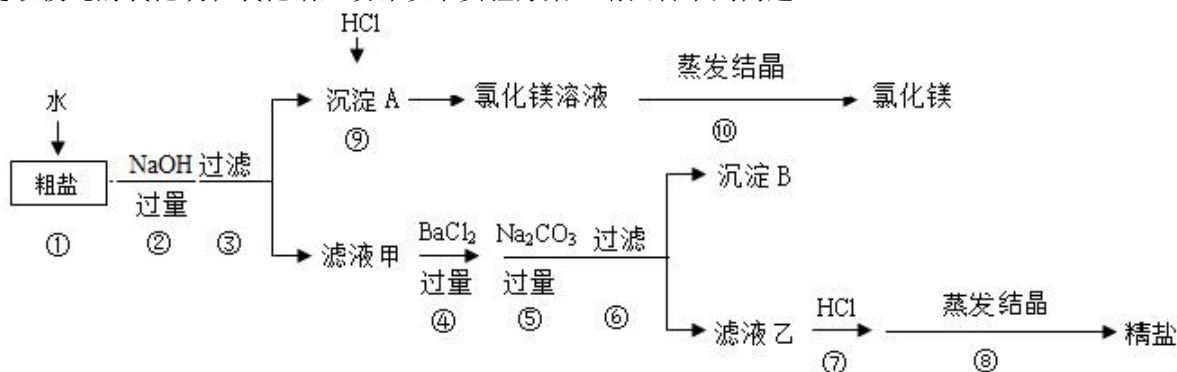 HCl
蒸发结晶
水
沉淀 A
氯化镁溶液
氯化镁
⑨
⑩
NaOH 过滤
粗盐
过量
沉淀 B
①
②
③
BaCl₂
Na₂CO₃
过滤
滤液甲
过量
过量
HCl
蒸发结晶
④
⑤
⑥
滤液乙
精盐
⑦
⑧